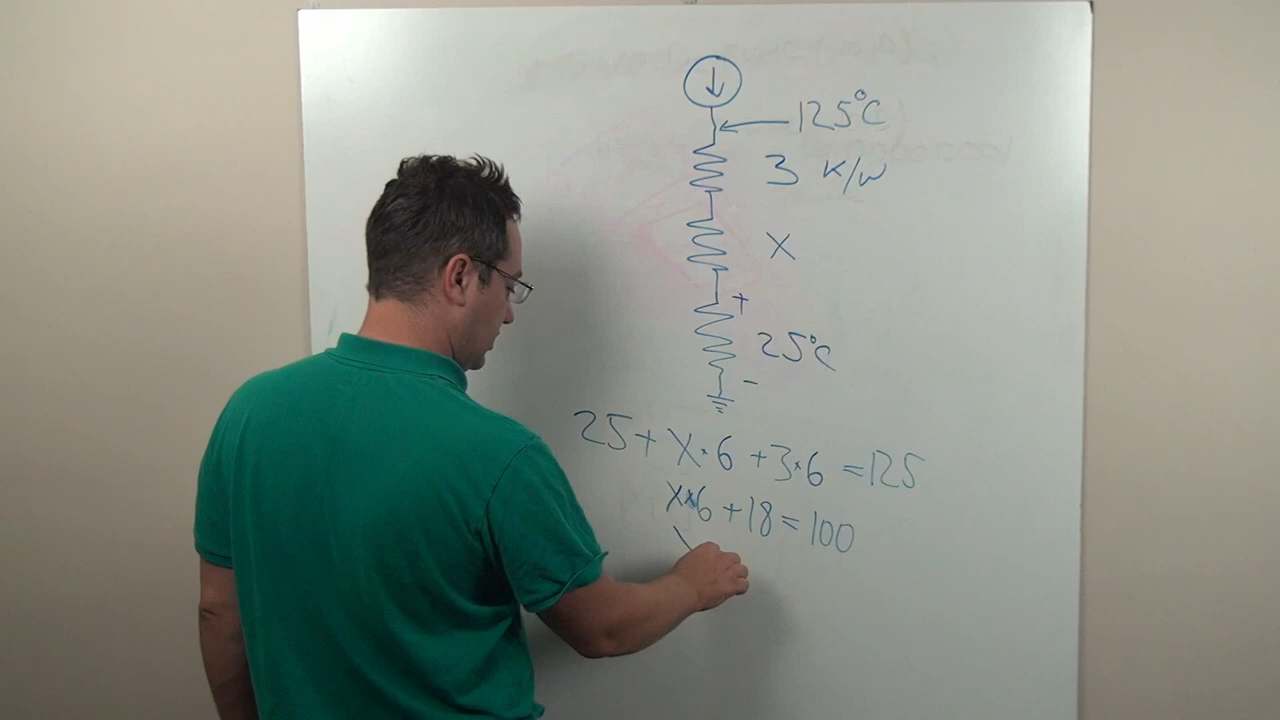 125°C
3 K/W
X
+
25°C
-
25+ X*6 +3*6 =125
X*6 +18=100